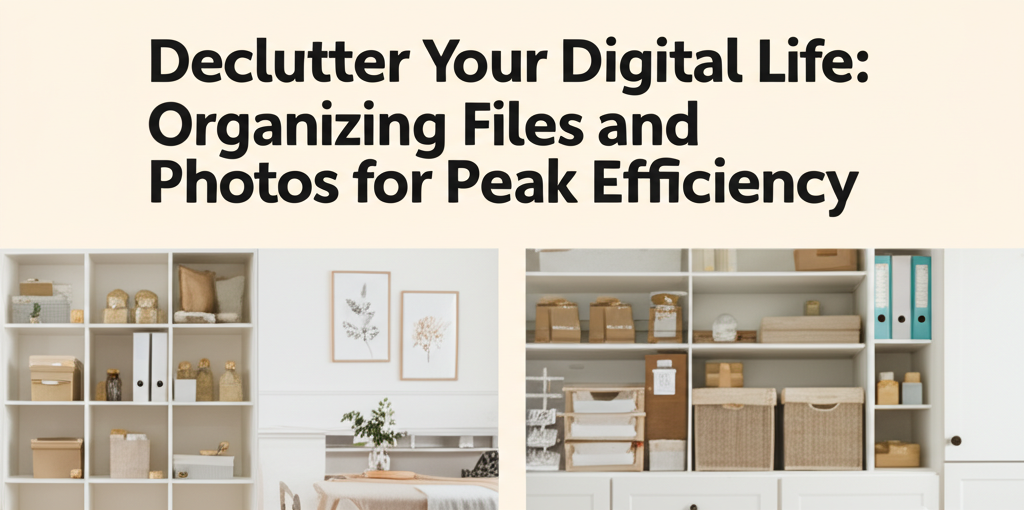 Declutter Your Digital Life:
Organizing Files and
Photos for Peak Efficiency